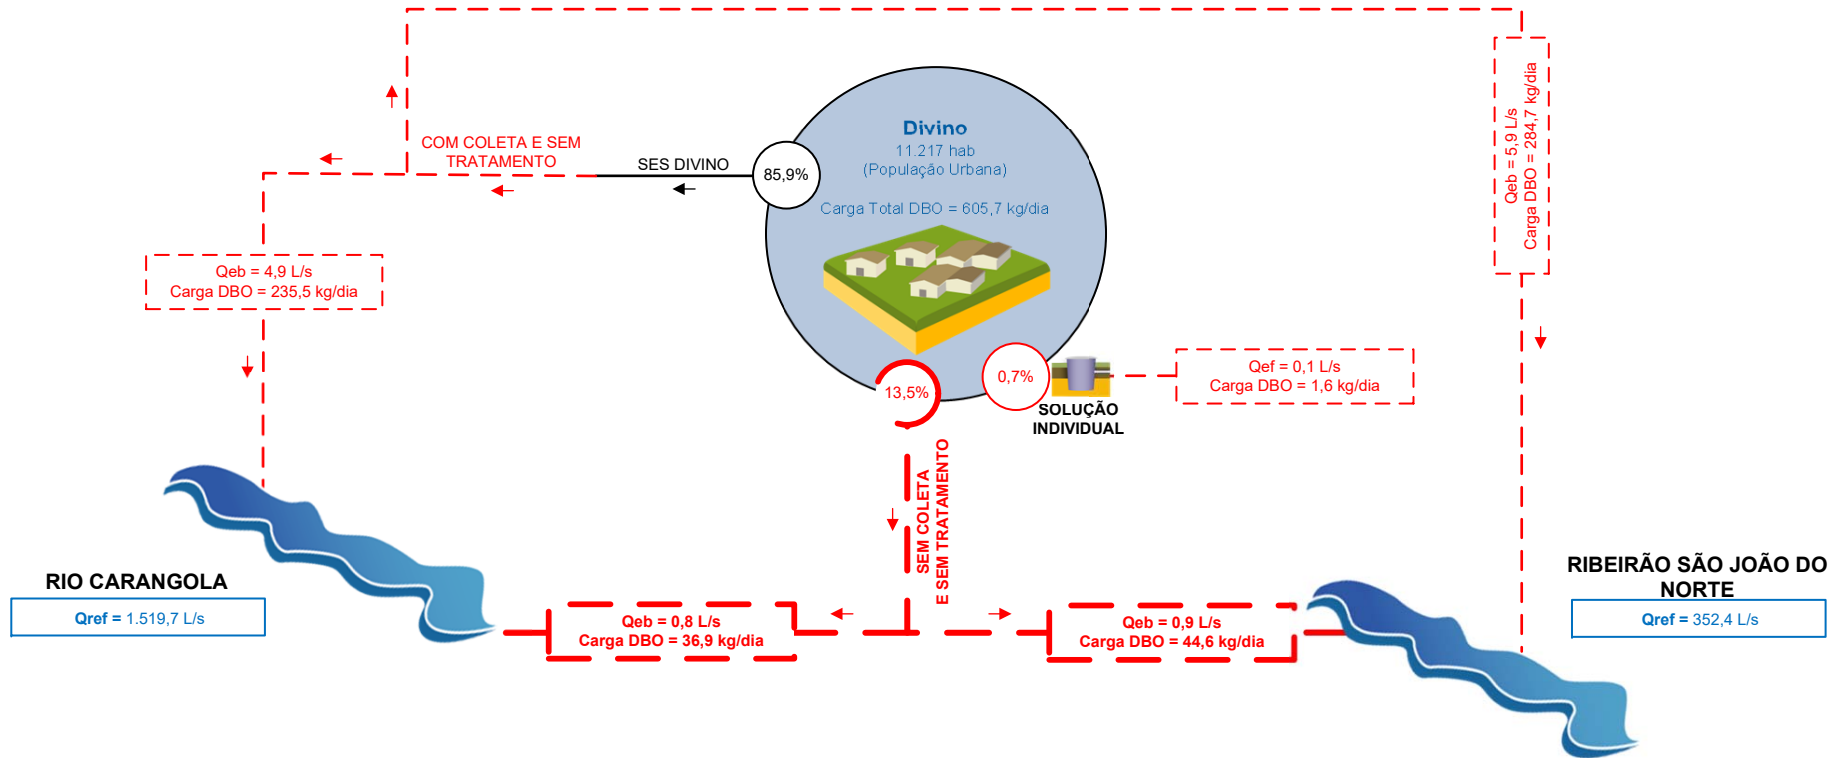 Divino
11.217 hab
(População Urbana)
Carga Total DBO = 605,7 kg/dia
85,9%
SES DIVINO
COM COLETA E SEM
TRATAMENTO
Qeb = 4,9 L/s
Carga DBO = 235,5 kg/dia
Qeb = 5,9 L/s
Carga DBO = 284,7 kg/dia
13,5%
0,7%
SOLUÇÃO
INDIVIDUAL
Qef = 0,1 L/s
Carga DBO = 1,6 kg/dia
SEM COLETA
E SEM TRATAMENTO
RIO CARANGOLA
Qref = 1.519,7 L/s
Qeb = 0,8 L/s
Carga DBO = 36,9 kg/dia
Qeb = 0,9 L/s
Carga DBO = 44,6 kg/dia
RIBEIRÃO SÃO JOÃO DO
NORTE
Qref = 352,4 L/s